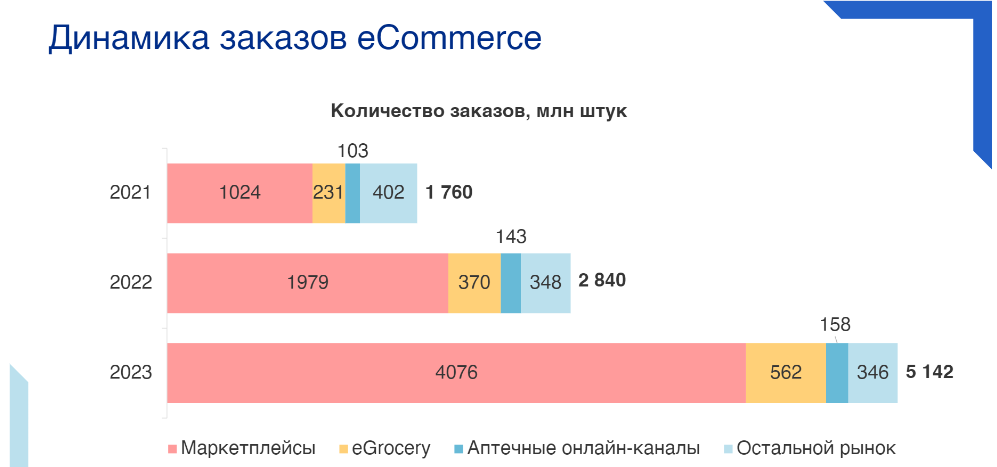 Динамика заказов eCommerce
Количество заказов, млн штук
103
2021 1024 231 402 1 760
143
2022 1979 370 348 2 840
158
2023 4076 562 346 5 142
Маркетплейсы eGrocery Аптечные онлайн-каналы Остальной рынок